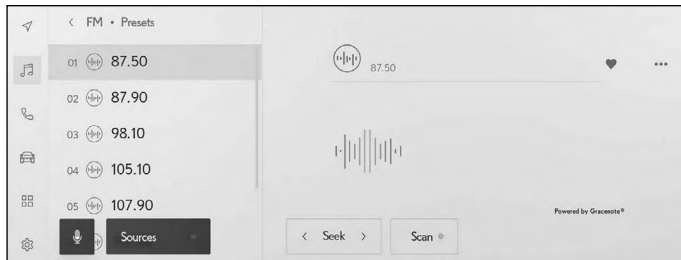 FM • Presets
01 87.50
02 87.90
03 98.10
04 105.10
05 107.90
Sources
87.50
Powered by Gracenote®
Seek
Scan